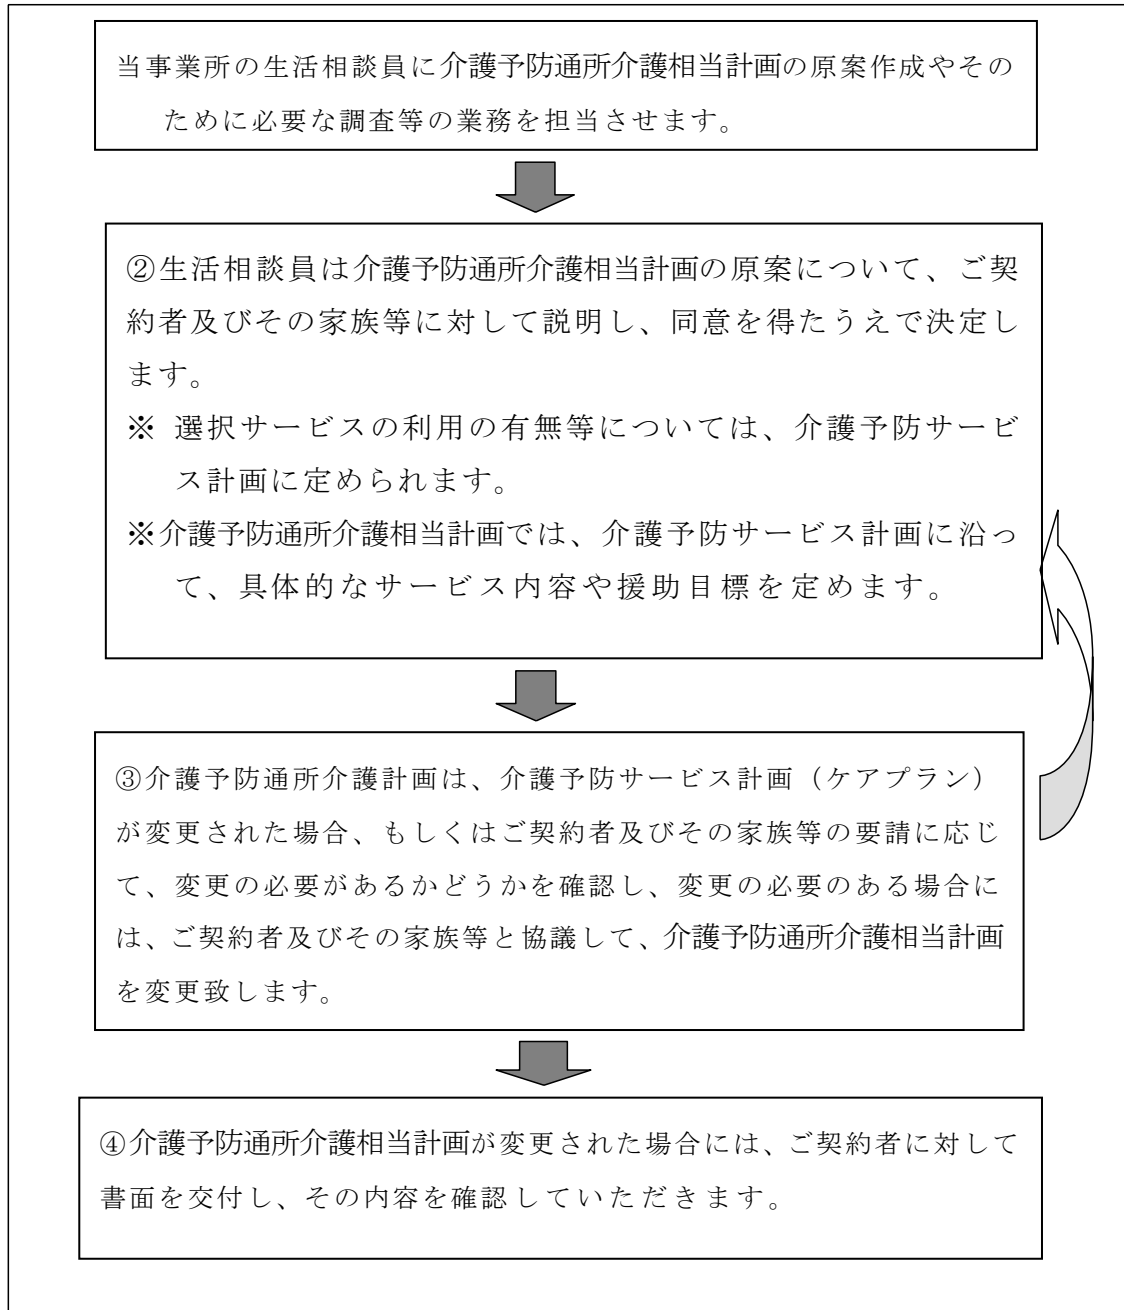 当事業所の生活相談員に介護予防通所介護相当計画の原案作成やその
ために必要な調査等の業務を担当させます。
②生活相談員は介護予防通所介護相当計画の原案について、ご契
約者及びその家族等に対して説明し、同意を得たうえで決定し
ます。
※ 選択サービスの利用の有無等については、介護予防サービ
ス計画に定められます。
※介護予防通所介護相当計画では、介護予防サービス計画に沿っ
て、具体的なサービス内容や援助目標を定めます。
③介護予防通所介護計画は、介護予防サービス計画（ケアプラン）
が変更された場合、もしくはご契約者及びその家族等の要請に応じ
て、変更の必要があるかどうかを確認し、変更の必要のある場合に
は、ご契約者及びその家族等と協議して、介護予防通所介護相当計画
を変更致します。
④介護予防通所介護相当計画が変更された場合には、ご契約者に対して
書面を交付し、その内容を確認していただきます。